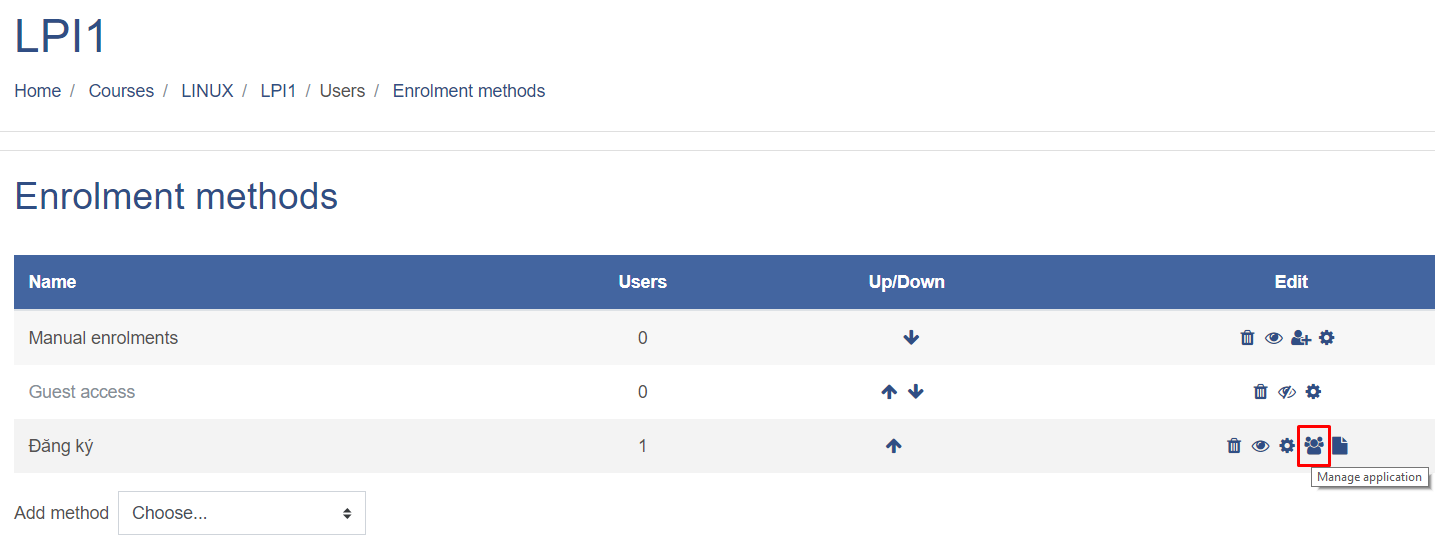 LPI1
Home / Courses / LINUX / LPI1 / Users / Enrolment methods
Enrolment methods
Name Users Up/Down Edit
Manual enrolments 0
Guest access 0
Đăng ký 1
Manage application
Add method Choose...